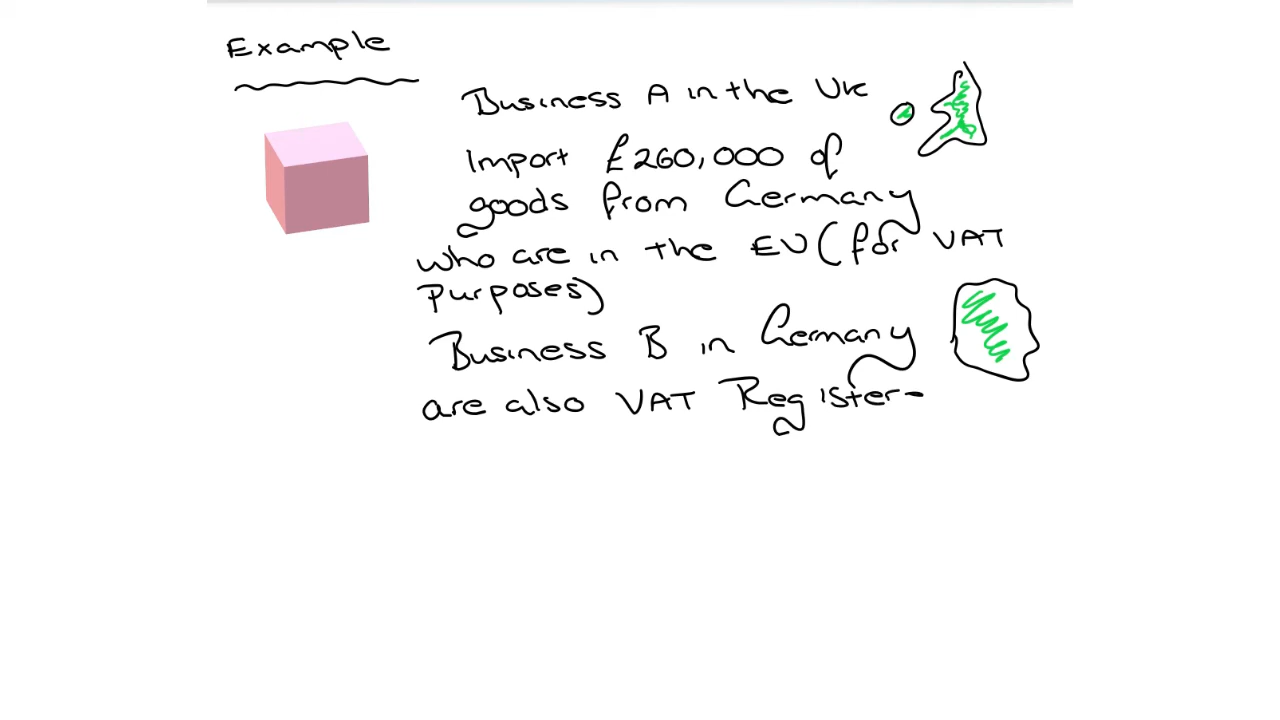 Example
Business A in the UK
Import £260,000 of
goods from Germany
who are in the EU (for VAT
Purposes)
Business B in Germany
are also VAT Register-